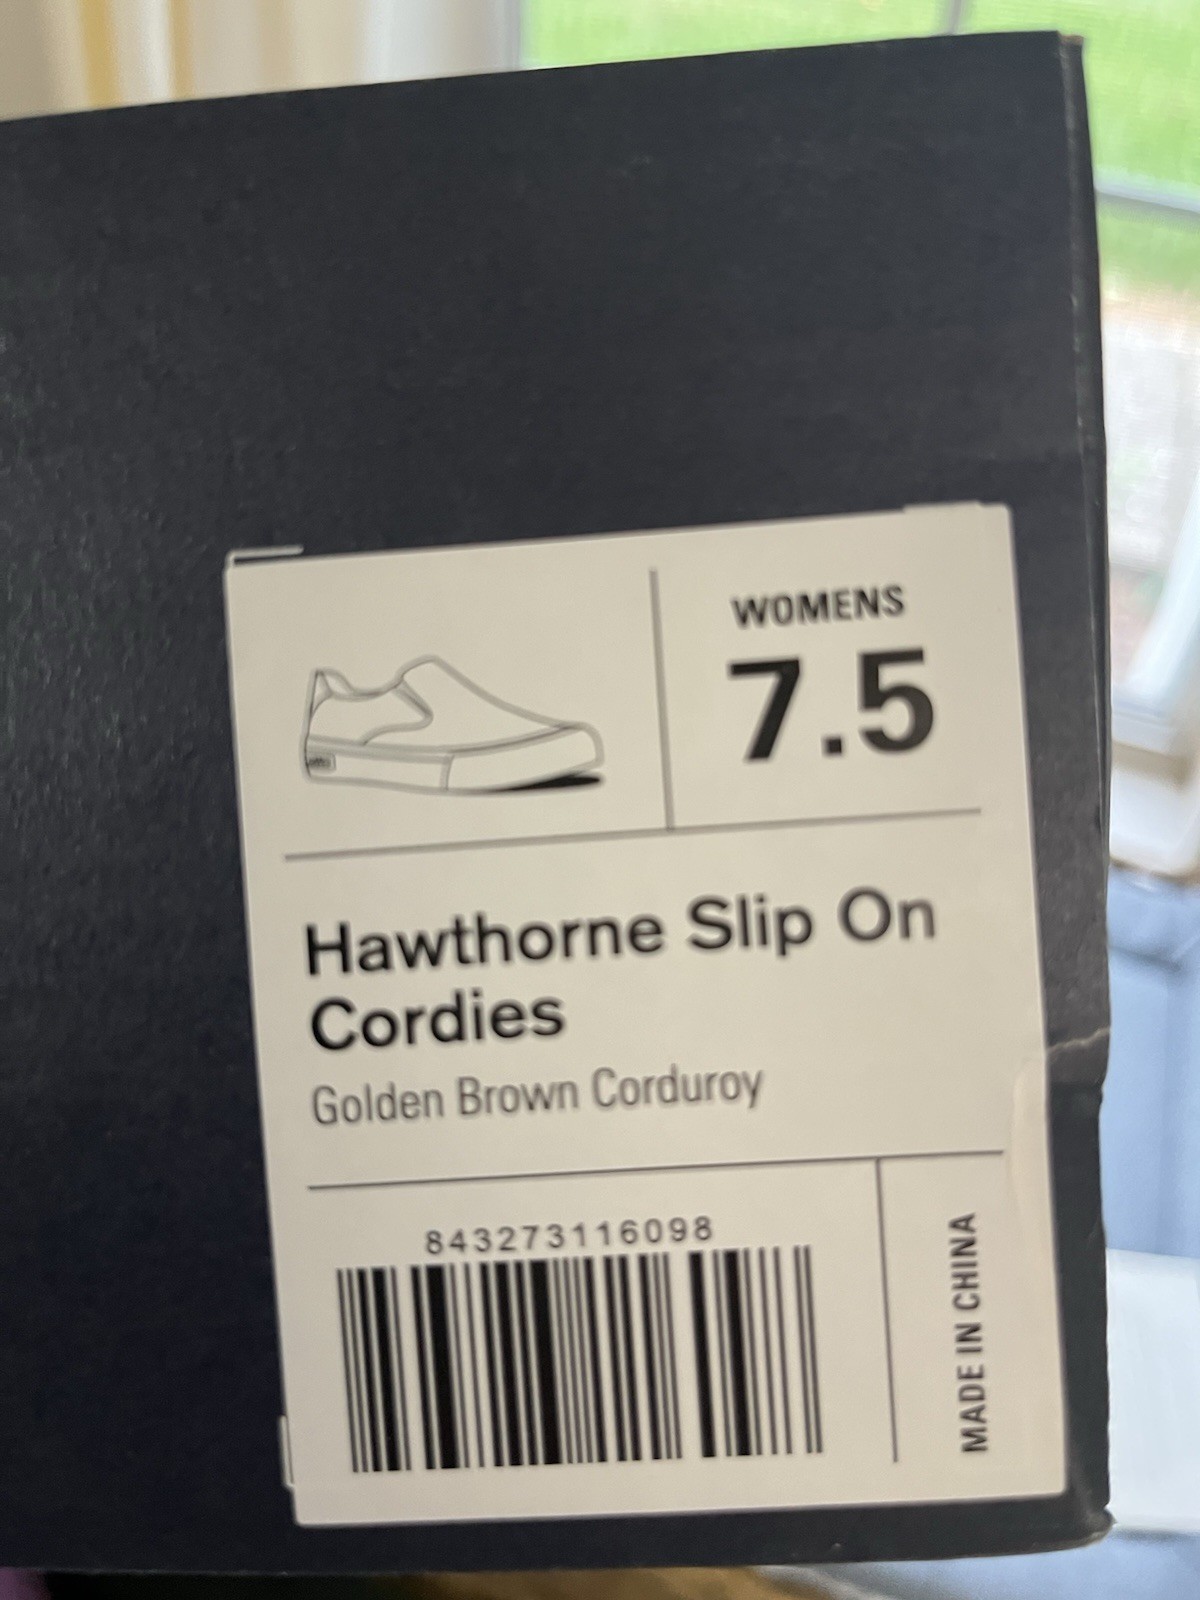 WOMENS
7.5
Hawthorne Slip On
Cordies
Golden Brown Corduroy
843273116098
MADE IN CHINA